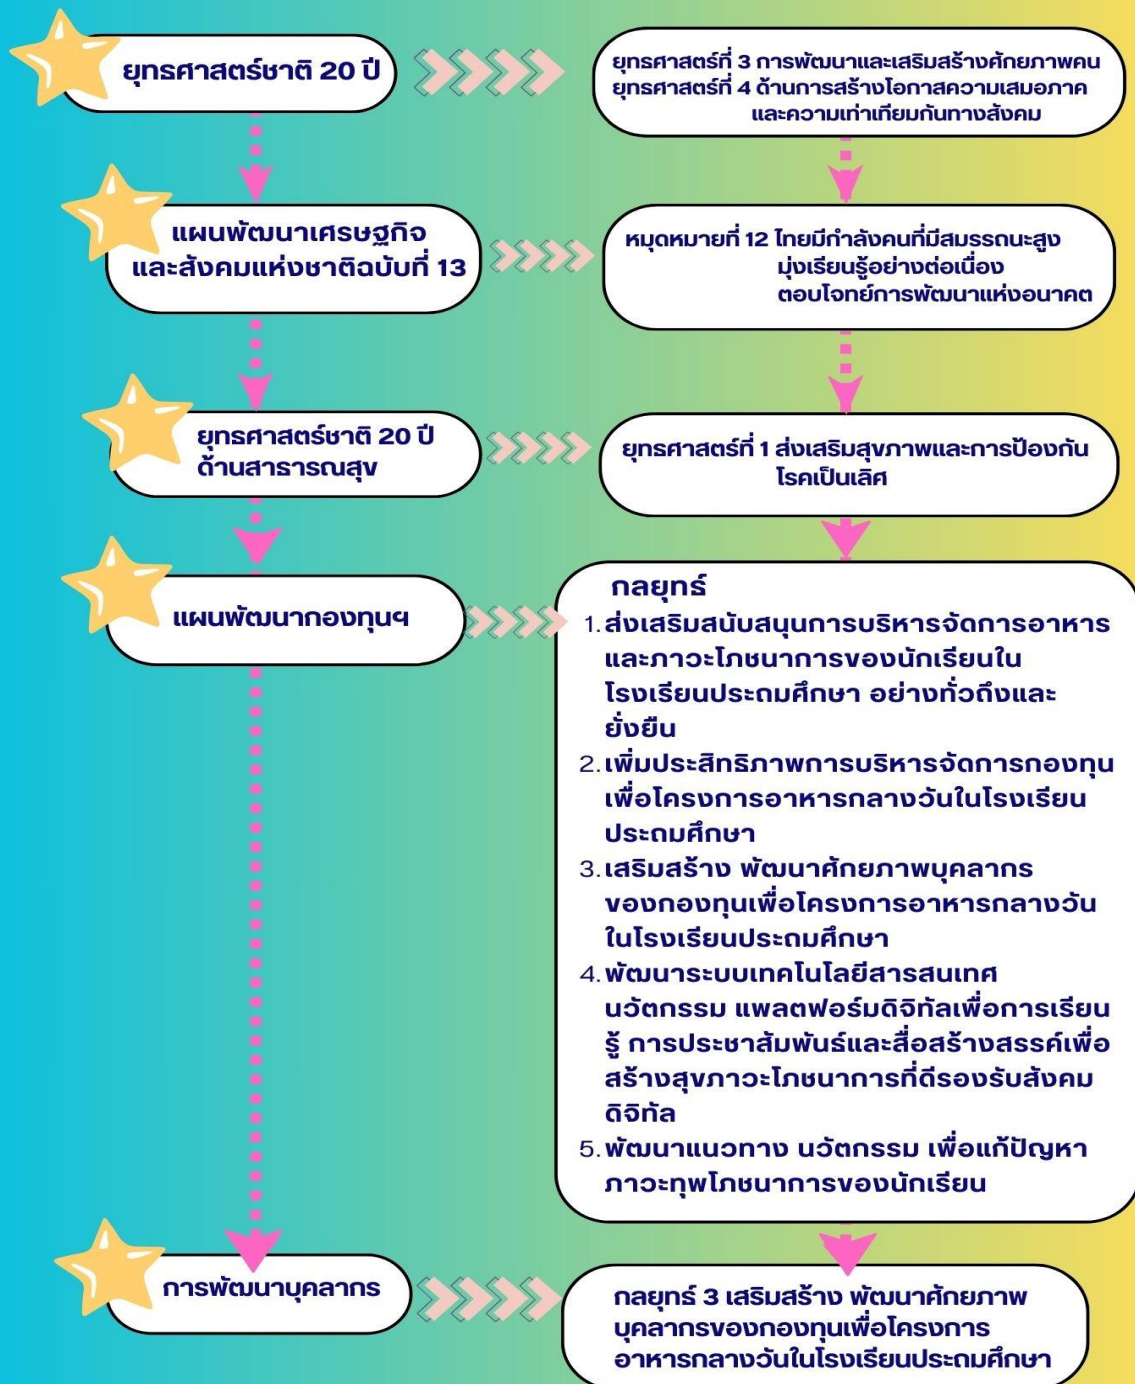 ยุทธศาสตร์ชาติ 20 ปี
ยุทธศาสตร์ที่ 3 การพัฒนาและเสริมสร้างศักยภาพคน
ยุทธศาสตร์ที่ 4 ด้านการสร้างโอกาสความเสมอภาค
และความเท่าเทียมกันทางสังคม
แผนพัฒนาเศรษฐกิจ
และสังคมแห่งชาติฉบับที่ 13
หมุดหมายที่ 12 ไทยมีกำลังคนที่มีสมรรถนะสูง
มุ่งเรียนรู้อย่างต่อเนื่อง
ตอบโจทย์การพัฒนาแห่งอนาคต
ยุทธศาสตร์ชาติ 20 ปี
ด้านสาธารณสุข
ยุทธศาสตร์ที่ 1 ส่งเสริมสุขภาพและการป้องกัน
โรคเป็นเลิศ
แผนพัฒนากองทุนฯ
กลยุทธ์
1. ส่งเสริมสนับสนุนการบริหารจัดการอาหาร
และภาวะโภชนาการของนักเรียนใน
โรงเรียนประถมศึกษา อย่างทั่วถึงและ
ยั่งยืน
2. เพิ่มประสิทธิภาพการบริหารจัดการกองทุน
เพื่อโครงการอาหารกลางวันในโรงเรียน
ประถมศึกษา
3. เสริมสร้าง พัฒนาศักยภาพบุคลากร
ของกองทุนเพื่อโครงการอาหารกลางวัน
ในโรงเรียนประถมศึกษา
4. พัฒนาระบบเทคโนโลยีสารสนเทศ
นวัตกรรม แพลตฟอร์มดิจิทัลเพื่อการเรียน
รู้ การประชาสัมพันธ์และสื่อสร้างสรรค์เพื่อ
สร้างสุขภาวะโภชนาการที่ดีรองรับสังคม
ดิจิทัล
5. พัฒนาแนวทาง นวัตกรรม เพื่อแก้ปัญหา
ภาวะทุพโภชนาการของนักเรียน
การพัฒนาบุคลากร
กลยุทธ์ 3 เสริมสร้าง พัฒนาศักยภาพ
บุคลากรของกองทุนเพื่อโครงการ
อาหารกลางวันในโรงเรียนประถมศึกษา